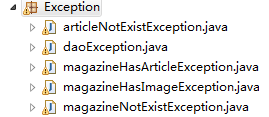 Exception
articleNotExistException.java
daoException.java
magazineHasArticleException.java
magazineHasImageException.java
magazineNotExistException.java